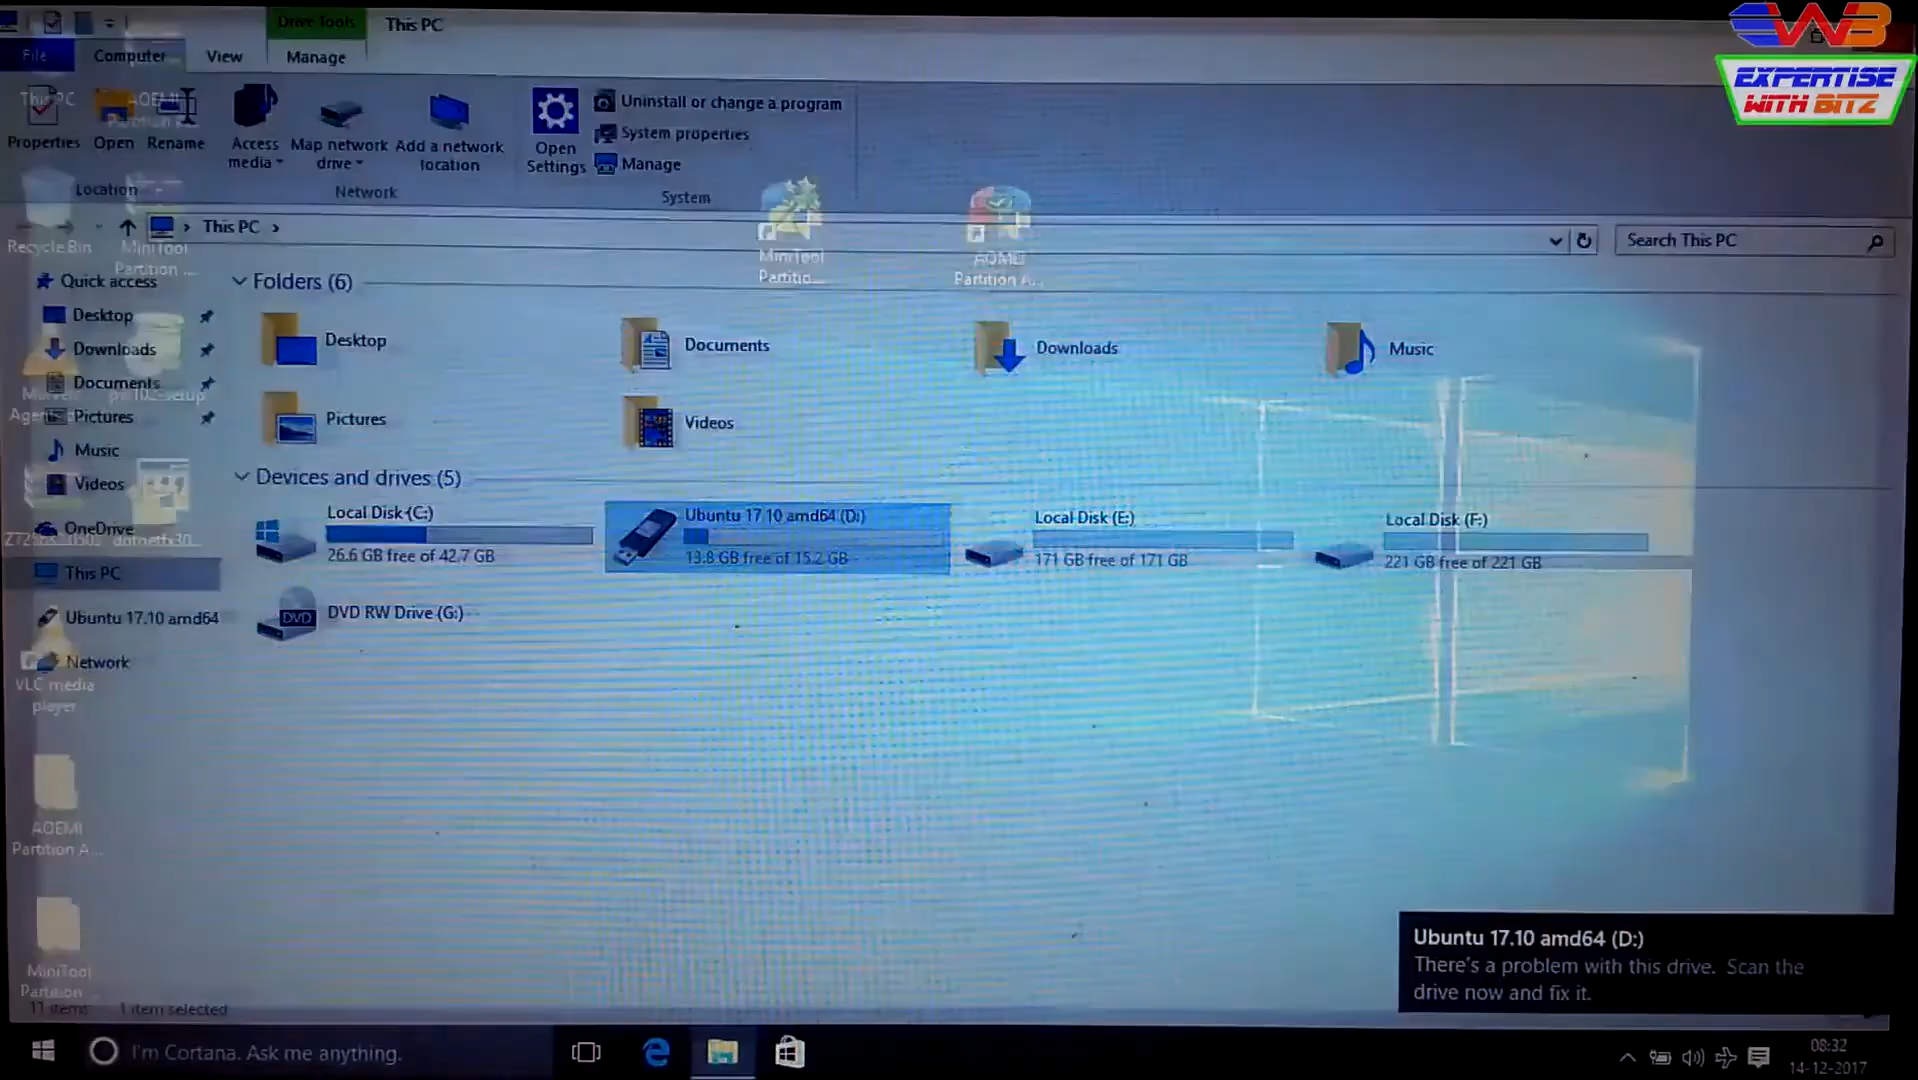 Drive Tools
This PC
File
Computer
View
Manage
This PC
AOEMI
Properties
Open
Rename
Access
media
Map network
drive
Add a network
location
Open
Settings
Uninstall or change a program
System properties
Manage
Location
Network
System
This PC
Search This PC
Recycle Bin
MiniTool
Partition ...
MiniTool
Partitio...
AOMEI
Partition A...
Quick access
Desktop
Downloads
Documents
Pictures
Music
Videos
OneDrive
This PC
Ubuntu 17.10 amd64
Network
VLC media
player
AOEMI
Partition A...
MiniTool
Partition
Folders (6)
Desktop
Documents
Downloads
Music
Pictures
Videos
Devices and drives (5)
Local Disk (C:)
26.6 GB free of 42.7 GB
Ubuntu 17.10 amd64 (D:)
13.8 GB free of 15.2 GB
Local Disk (E:)
171 GB free of 171 GB
Local Disk (F:)
221 GB free of 221 GB
DVD
DVD RW Drive (G:)
11 items
1 item selected
Ubuntu 17.10 amd64 (D:)
There's a problem with this drive. Scan the
drive now and fix it.
I'm Cortana. Ask me anything.
08:32
14-12-2017
EWB
EXPERTISE
WITH BITZ